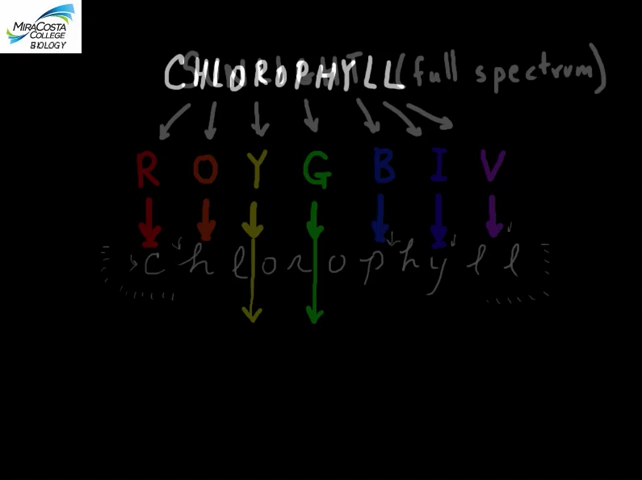 MIRACOSTA
COLLEGE
BIOLOGY
CHLOROPHYLL (full spectrum)
R O Y G B I V
chlorophyll